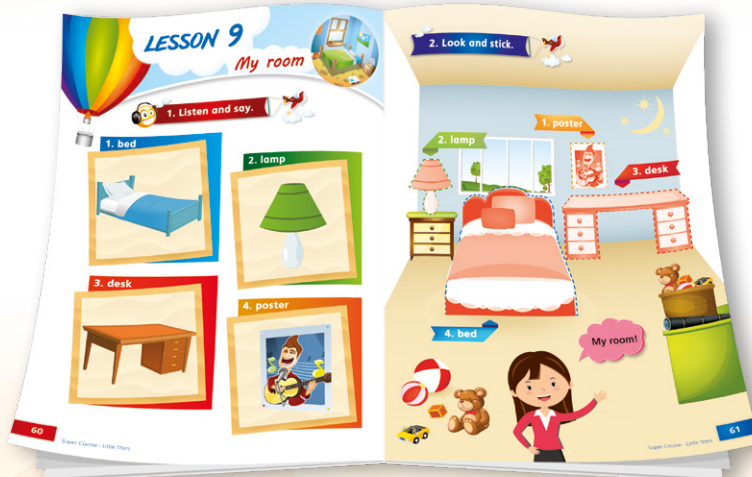 LESSON 9
My room
1. Listen and say.
1. bed
2. lamp
3. desk
4. poster
60
Super Course - Little Stars
2. Look and stick.
1. poster
2. lamp
3. desk
4. bed
My room!
Super Course - Little Stars
61